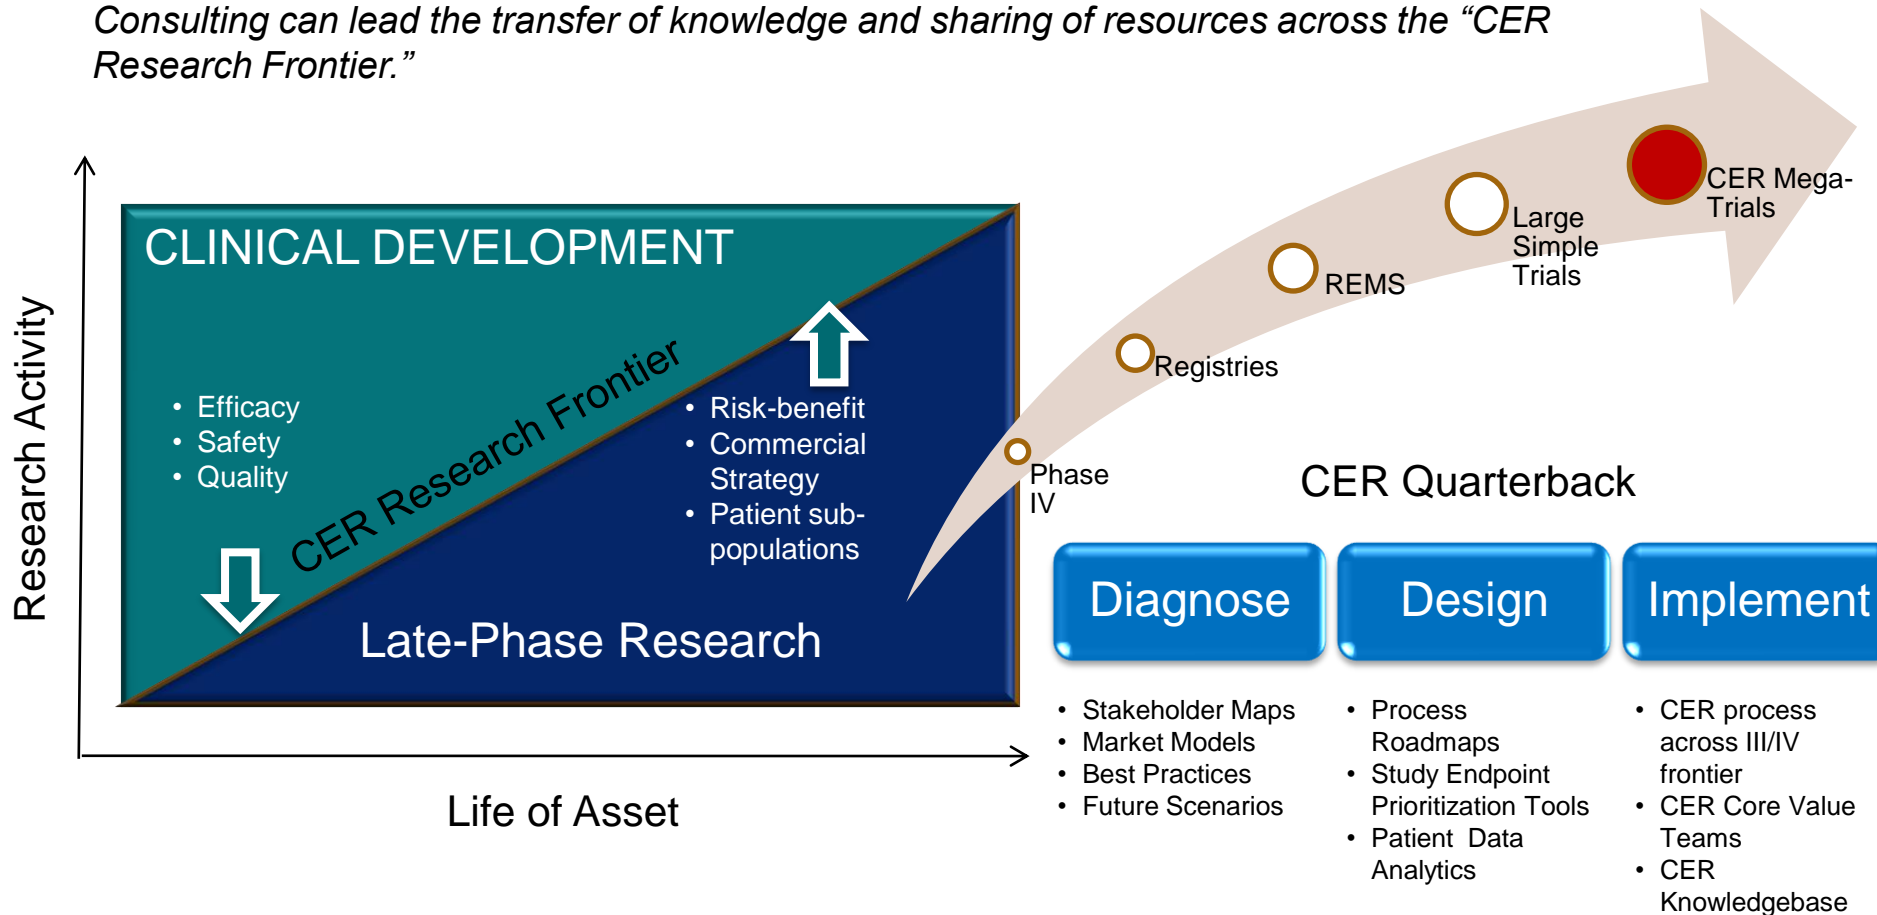 Consulting can lead the transfer of knowledge and sharing of resources across the “CER
Research Frontier.”
Research Activity
CLINICAL DEVELOPMENT
• Efficacy
• Safety
• Quality
CER Research Frontier
• Risk-benefit
• Commercial
Strategy
• Patient sub-
populations
Late-Phase Research
Life of Asset
Phase
IV
Registries
REMS
Large
Simple
Trials
CER Mega-
Trials
CER Quarterback
Diagnose
• Stakeholder Maps
• Market Models
• Best Practices
• Future Scenarios
Design
• Process
Roadmaps
• Study Endpoint
Prioritization Tools
• Patient Data
Analytics
Implement
• CER process
across III/IV
frontier
• CER Core Value
Teams
• CER
Knowledgebase